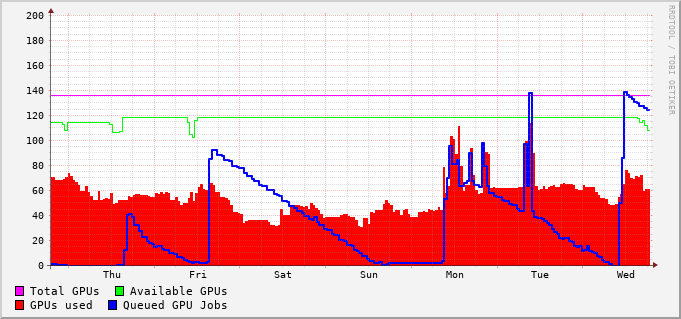 200
180
160
140
120
100
80
60
40
20
0
Thu Fri Sat Sun Mon Tue Wed
RRDTOOL / TOBI OETIKER
Total GPUs Available GPUs
GPUs used Queued GPU Jobs